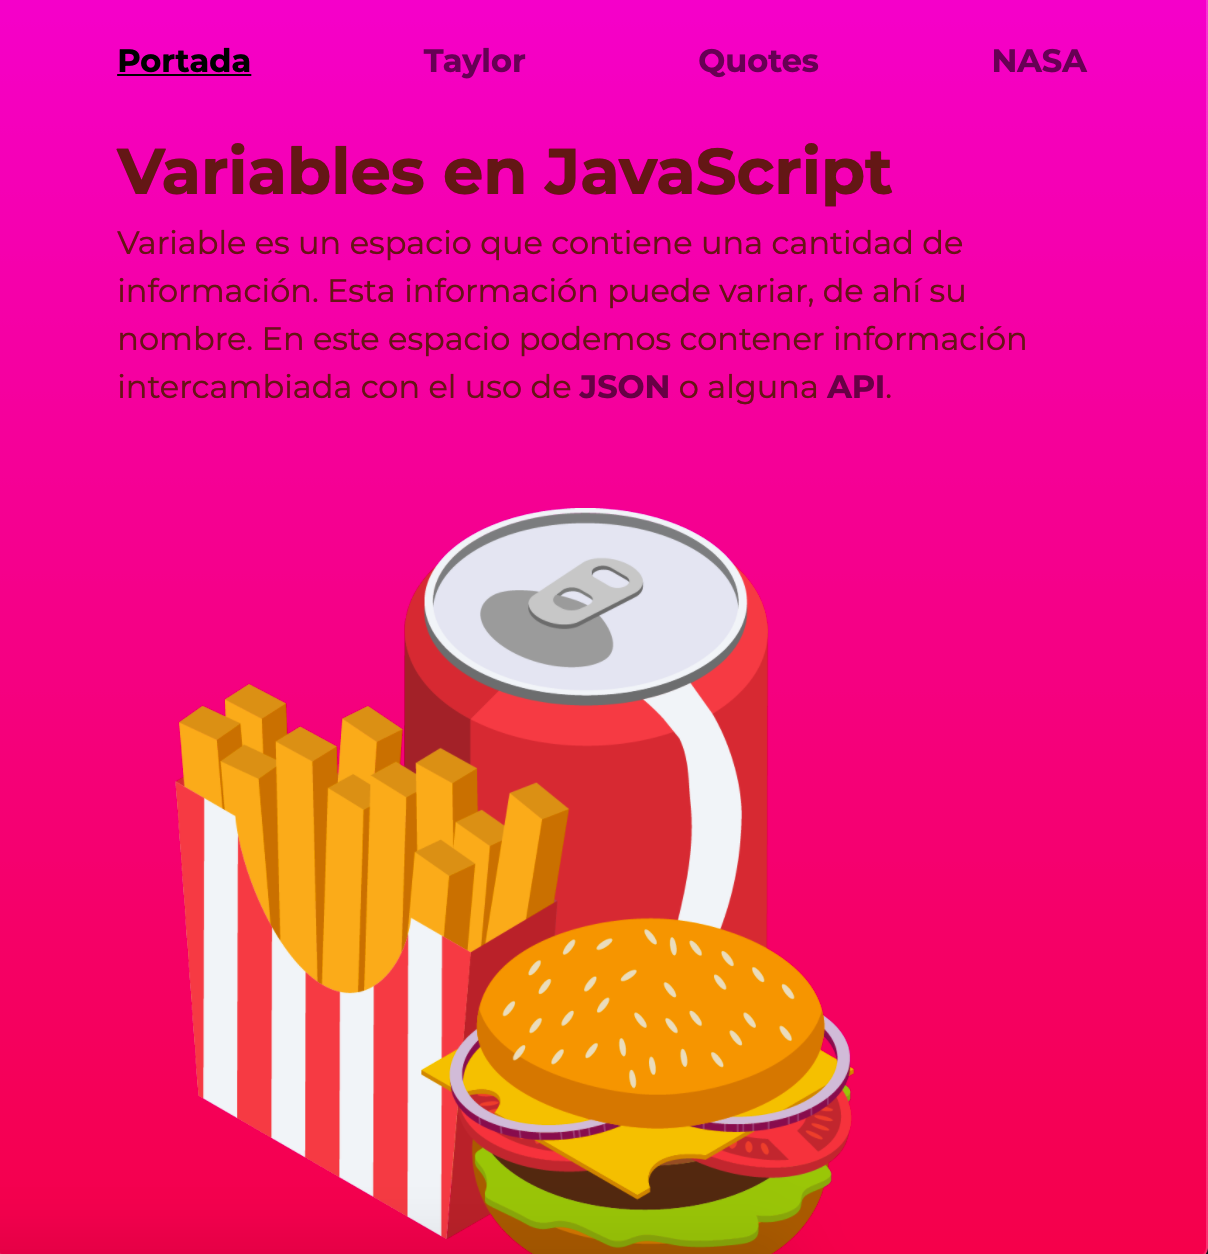 Portada Taylor Quotes NASA
Variables en JavaScript
Variable es un espacio que contiene una cantidad de
información. Esta información puede variar, de ahí su
nombre. En este espacio podemos contener información
intercambiada con el uso de JSON o alguna API.